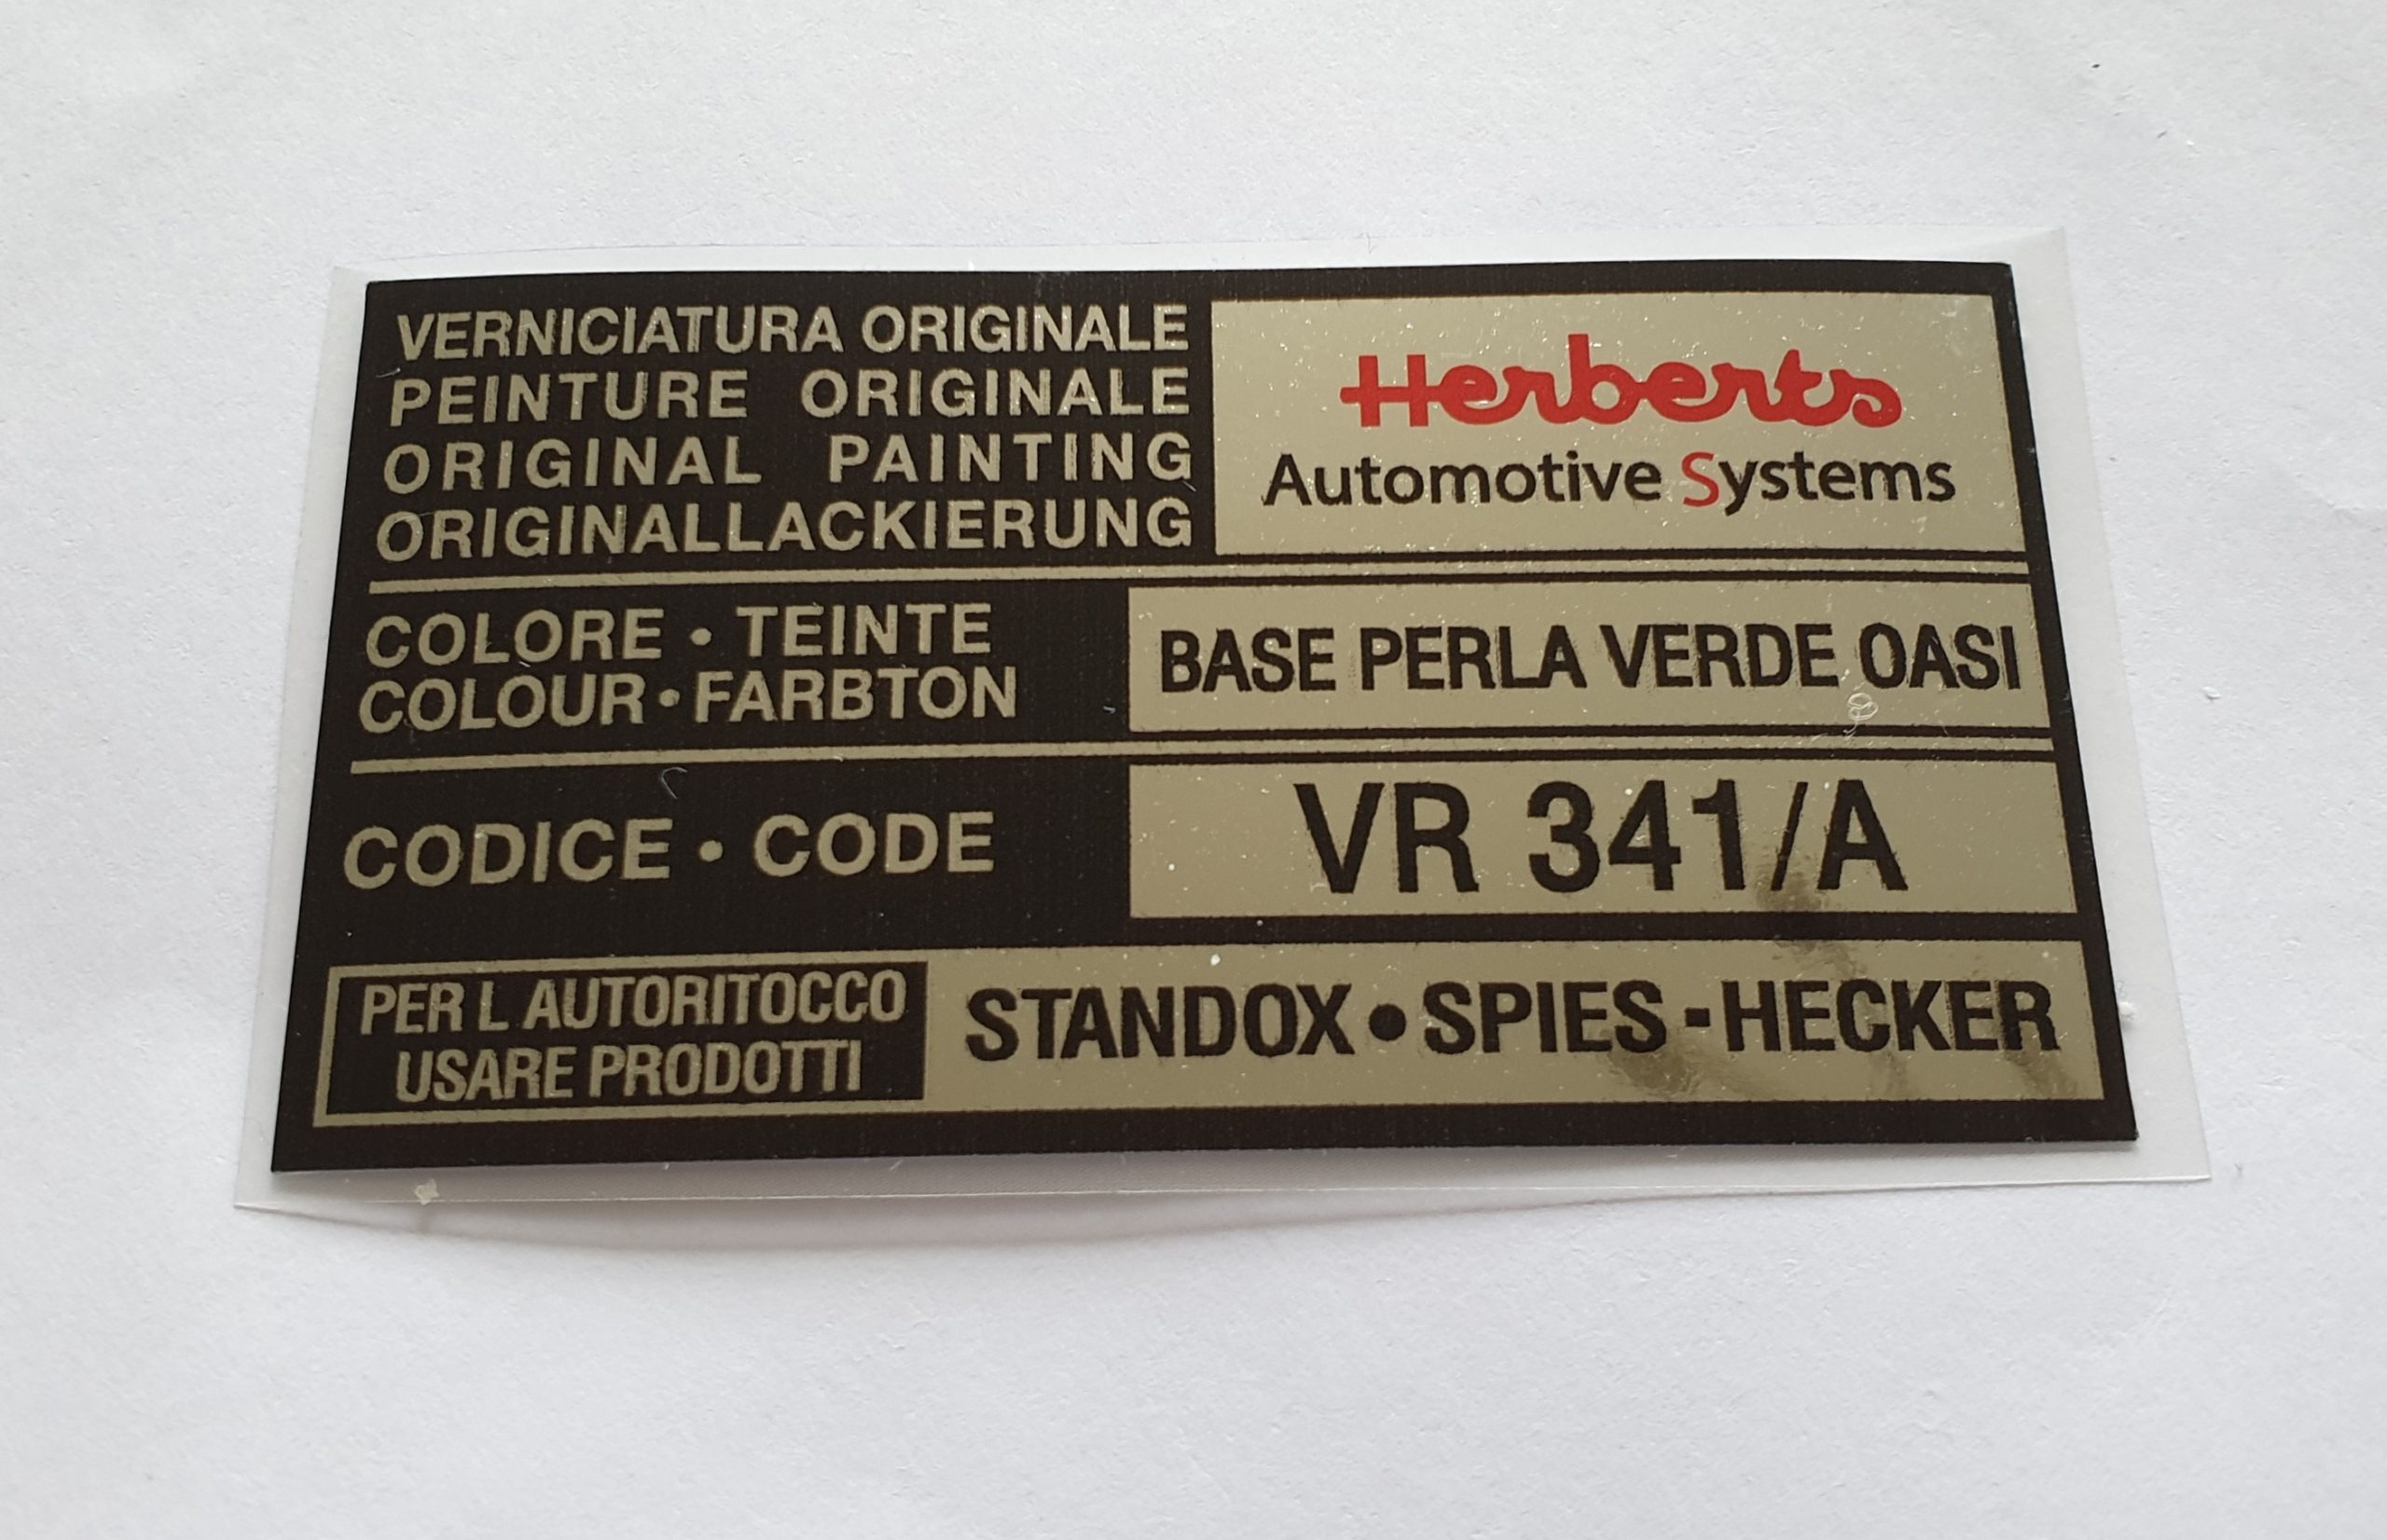 VERNICIATURA ORIGINALE
PEINTURE ORIGINALE
ORIGINAL PAINTING
ORIGINALLACKIERUNG
Herberts
Automotive Systems
COLORE • TEINTE
COLOUR • FARBTON
BASE PERLA VERDE OASI
CODICE • CODE
VR 341/A
PER L AUTORITOCCO
USARE PRODOTTI
STANDOX • SPIES - HECKER